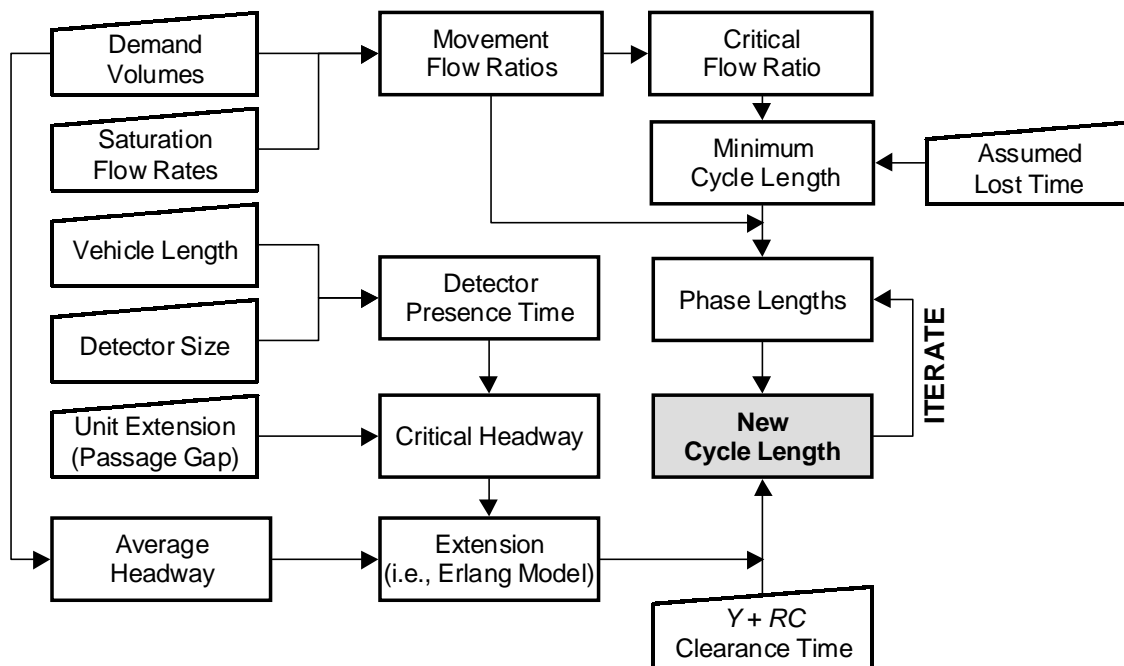 Demand
Volumes
Movement
Flow Ratios
Critical
Flow Ratio
Saturation
Flow Rates
Minimum
Cycle Length
Assumed
Lost Time
Vehicle Length
Detector
Presence Time
Phase Lengths
Detector Size
ITERATE
Unit Extension
(Passage Gap)
Critical Headway
New
Cycle Length
Average
Headway
Extension
(i.e., Erlang Model)
Y + RC
Clearance Time